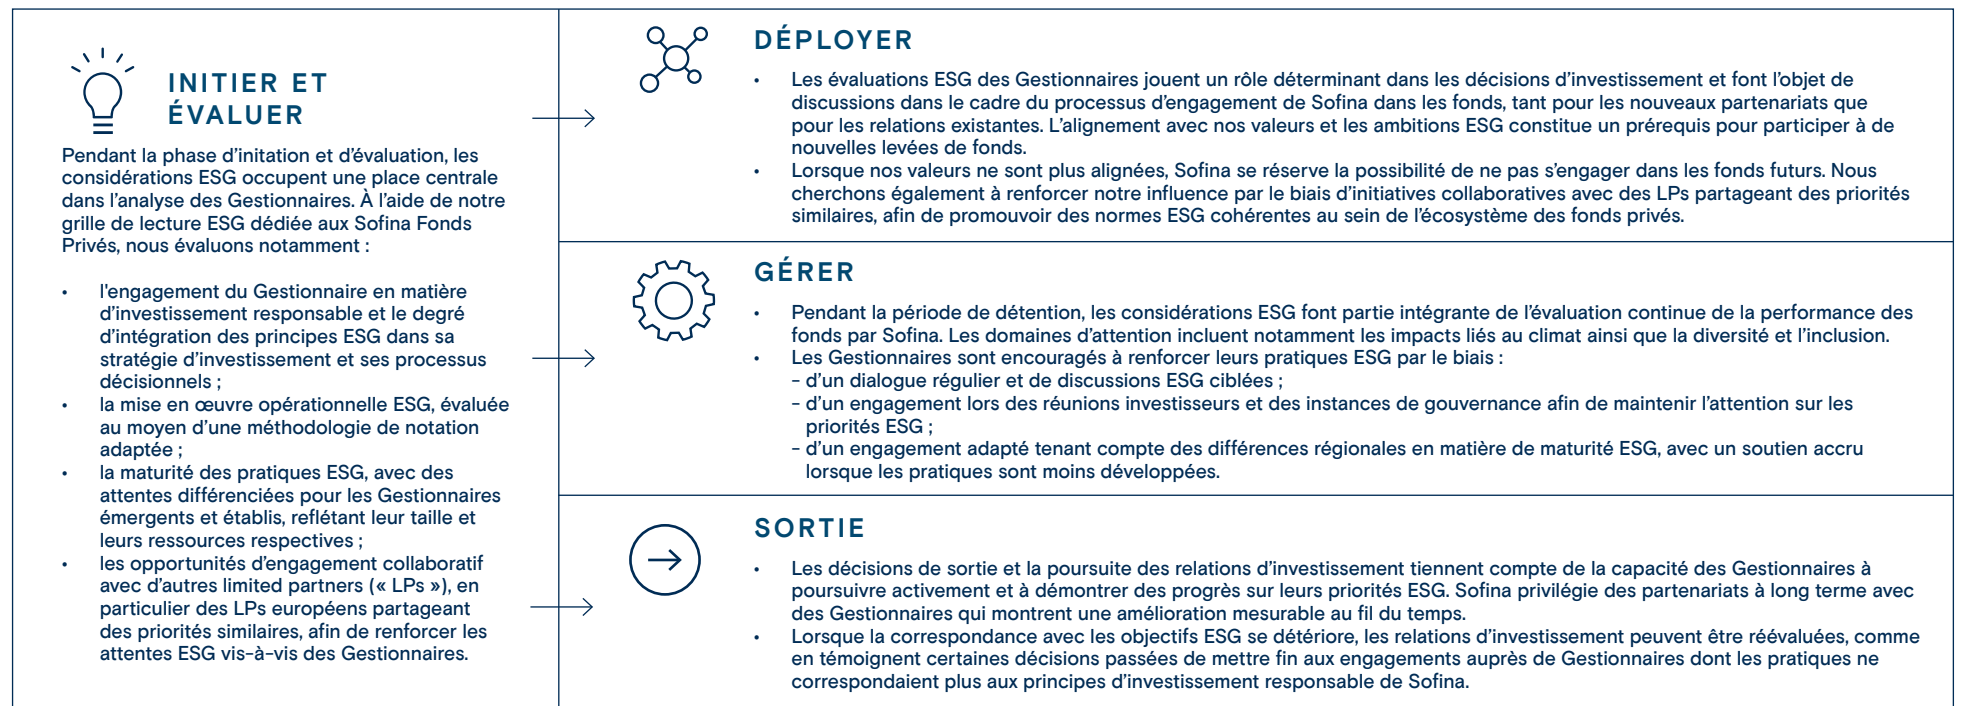 INITIER ET
ÉVALUER
Pendant la phase d’initation et d’évaluation, les
considérations ESG occupent une place centrale
dans l’analyse des Gestionnaires. À l’aide de notre
grille de lecture ESG dédiée aux Sofina Fonds
Privés, nous évaluons notamment :
• l'engagement du Gestionnaire en matière
d’investissement responsable et le degré
d’intégration des principes ESG dans sa
stratégie d’investissement et ses processus
décisionnels ;
• la mise en œuvre opérationnelle ESG, évaluée
au moyen d’une méthodologie de notation
adaptée ;
• la maturité des pratiques ESG, avec des
attentes différenciées pour les Gestionnaires
émergents et établis, reflétant leur taille et
leurs ressources respectives ;
• les opportunités d’engagement collaboratif
avec d’autres limited partners (« LPs »), en
particulier des LPs européens partageant
des priorités similaires, afin de renforcer les
attentes ESG vis-à-vis des Gestionnaires.
DÉPLOYER
• Les évaluations ESG des Gestionnaires jouent un rôle déterminant dans les décisions d’investissement et font l’objet de
discussions dans le cadre du processus d’engagement de Sofina dans les fonds, tant pour les nouveaux partenariats que
pour les relations existantes. L’alignement avec nos valeurs et les ambitions ESG constitue un prérequis pour participer à de
nouvelles levées de fonds.
• Lorsque nos valeurs ne sont plus alignées, Sofina se réserve la possibilité de ne pas s’engager dans les fonds futurs. Nous
cherchons également à renforcer notre influence par le biais d’initiatives collaboratives avec des LPs partageant des priorités
similaires, afin de promouvoir des normes ESG cohérentes au sein de l’écosystème des fonds privés.
GÉRER
• Pendant la période de détention, les considérations ESG font partie intégrante de l’évaluation continue de la performance des
fonds par Sofina. Les domaines d’attention incluent notamment les impacts liés au climat ainsi que la diversité et l’inclusion.
• Les Gestionnaires sont encouragés à renforcer leurs pratiques ESG par le biais :
- d’un dialogue régulier et de discussions ESG ciblées ;
- d’un engagement lors des réunions investisseurs et des instances de gouvernance afin de maintenir l’attention sur les
priorités ESG ;
- d’un engagement adapté tenant compte des différences régionales en matière de maturité ESG, avec un soutien accru
lorsque les pratiques sont moins développées.
SORTIE
• Les décisions de sortie et la poursuite des relations d’investissement tiennent compte de la capacité des Gestionnaires à
poursuivre activement et à démontrer des progrès sur leurs priorités ESG. Sofina privilégie des partenariats à long terme avec
des Gestionnaires qui montrent une amélioration mesurable au fil du temps.
• Lorsque la correspondance avec les objectifs ESG se détériore, les relations d’investissement peuvent être réévaluées, comme
en témoignent certaines décisions passées de mettre fin aux engagements auprès de Gestionnaires dont les pratiques ne
correspondaient plus aux principes d’investissement responsable de Sofina.